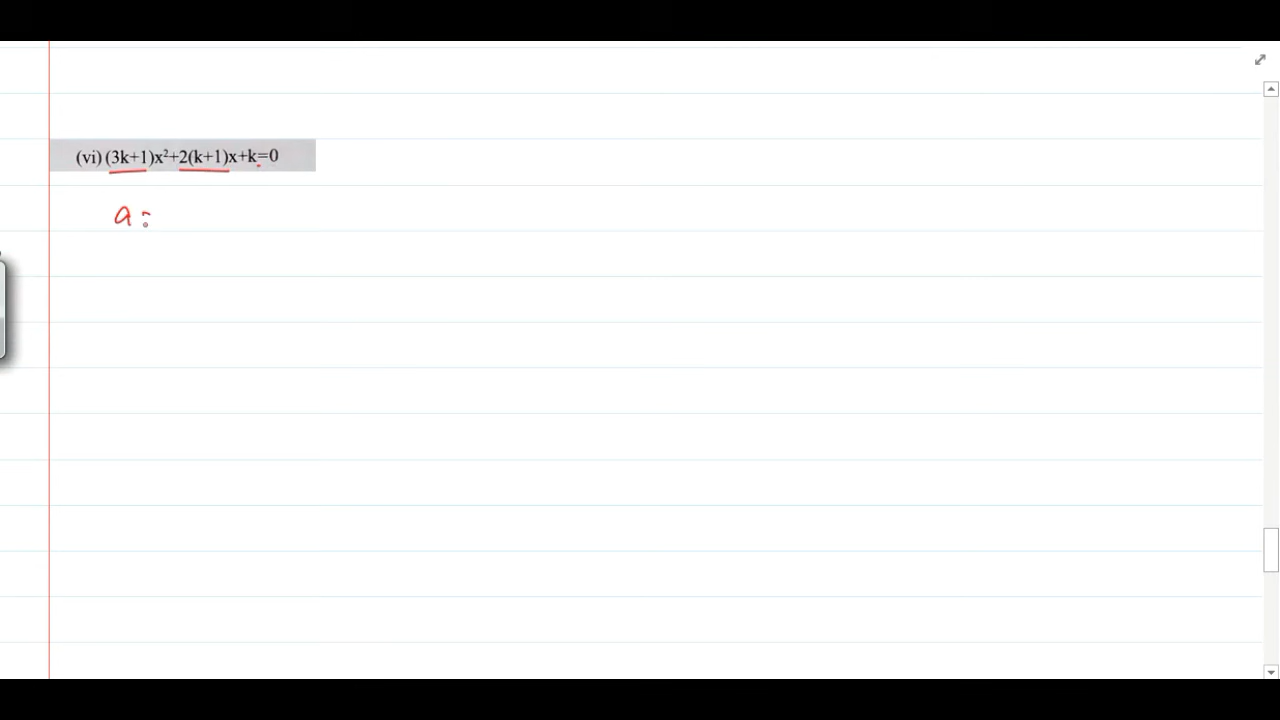 (vi) (3k+1)x²+2(k+1)x+k=0
a =